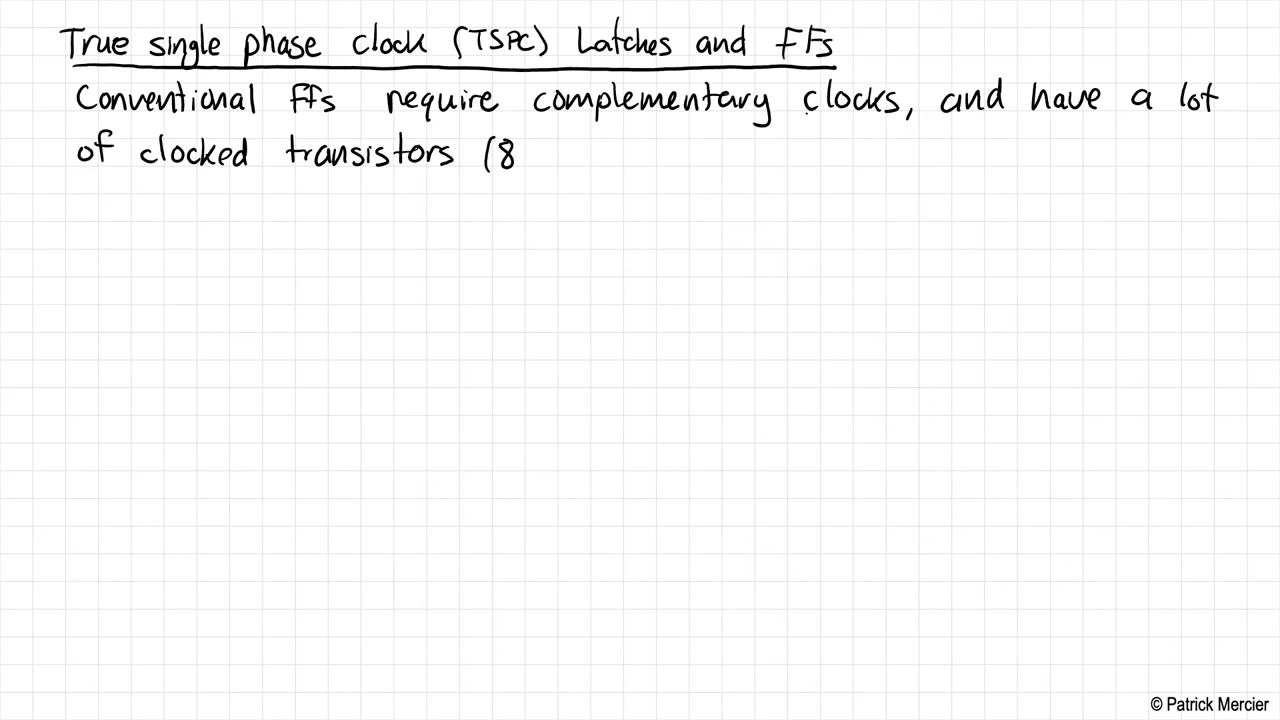 True single phase clock (TSPC) Latches and FFs
Conventional FFs require complementary clocks, and have a lot
of clocked transistors (8
© Patrick Mercier